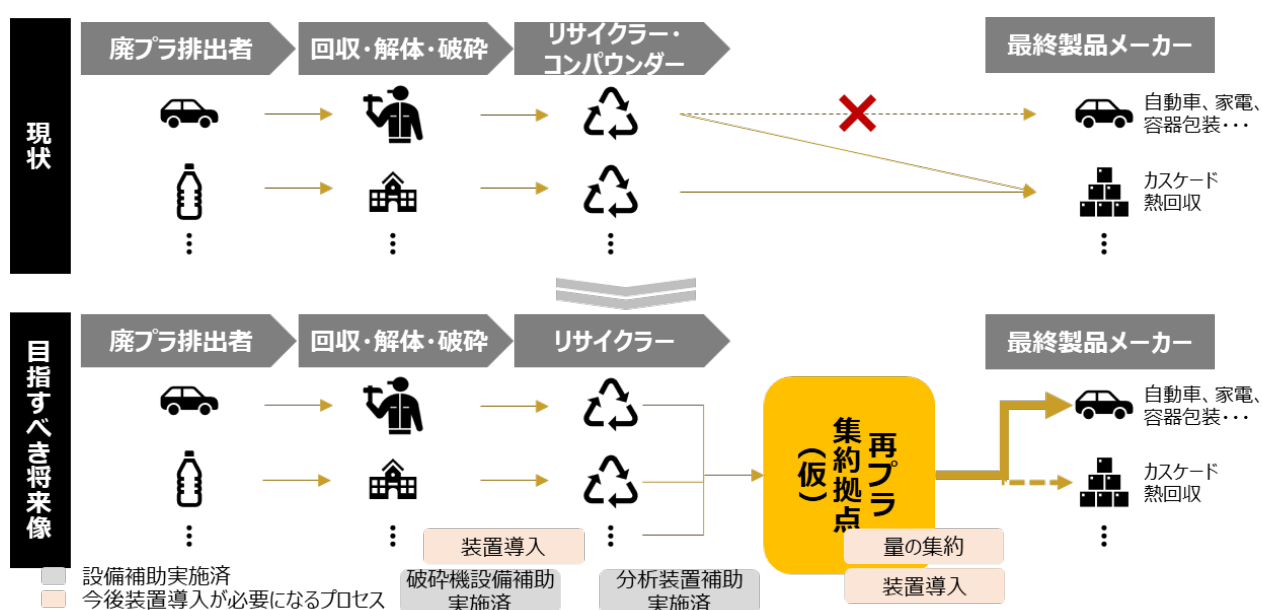 現状
廃プラ排出者
回収・解体・破砕
リサイクラー・
コンパウンダー
最終製品メーカー
自動車、家電、
容器包装・・・
カスケード
熱回収
目指すべき将来像
廃プラ排出者
回収・解体・破砕
リサイクラー
最終製品メーカー
再プラ
集約拠点
(仮)
自動車、家電、
容器包装・・・
カスケード
熱回収
装置導入
量の集約
破砕機設備補助
実施済
分析装置補助
実施済
装置導入
設備補助実施済
今後装置導入が必要になるプロセス